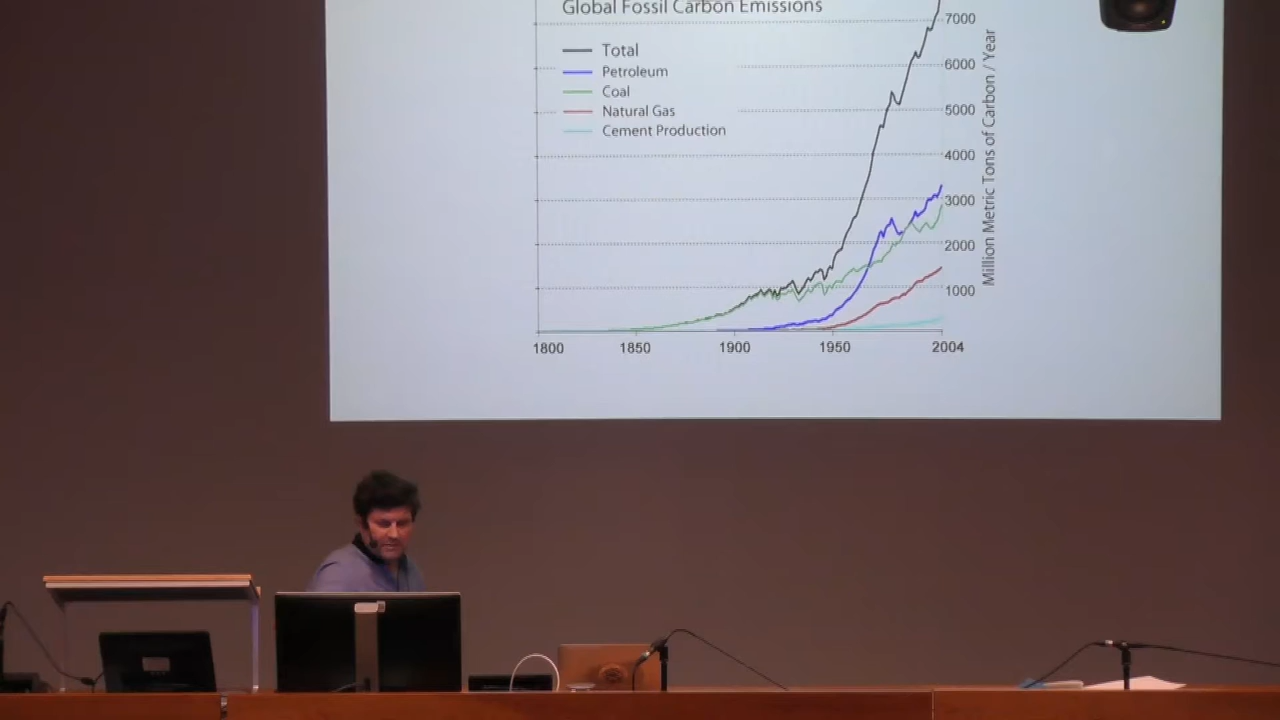 Global Fossil Carbon Emissions
Total
Petroleum
Coal
Natural Gas
Cement Production
7000
6000
5000
4000
3000
2000
1000
Million Metric Tons of Carbon / Year
1800
1850
1900
1950
2004